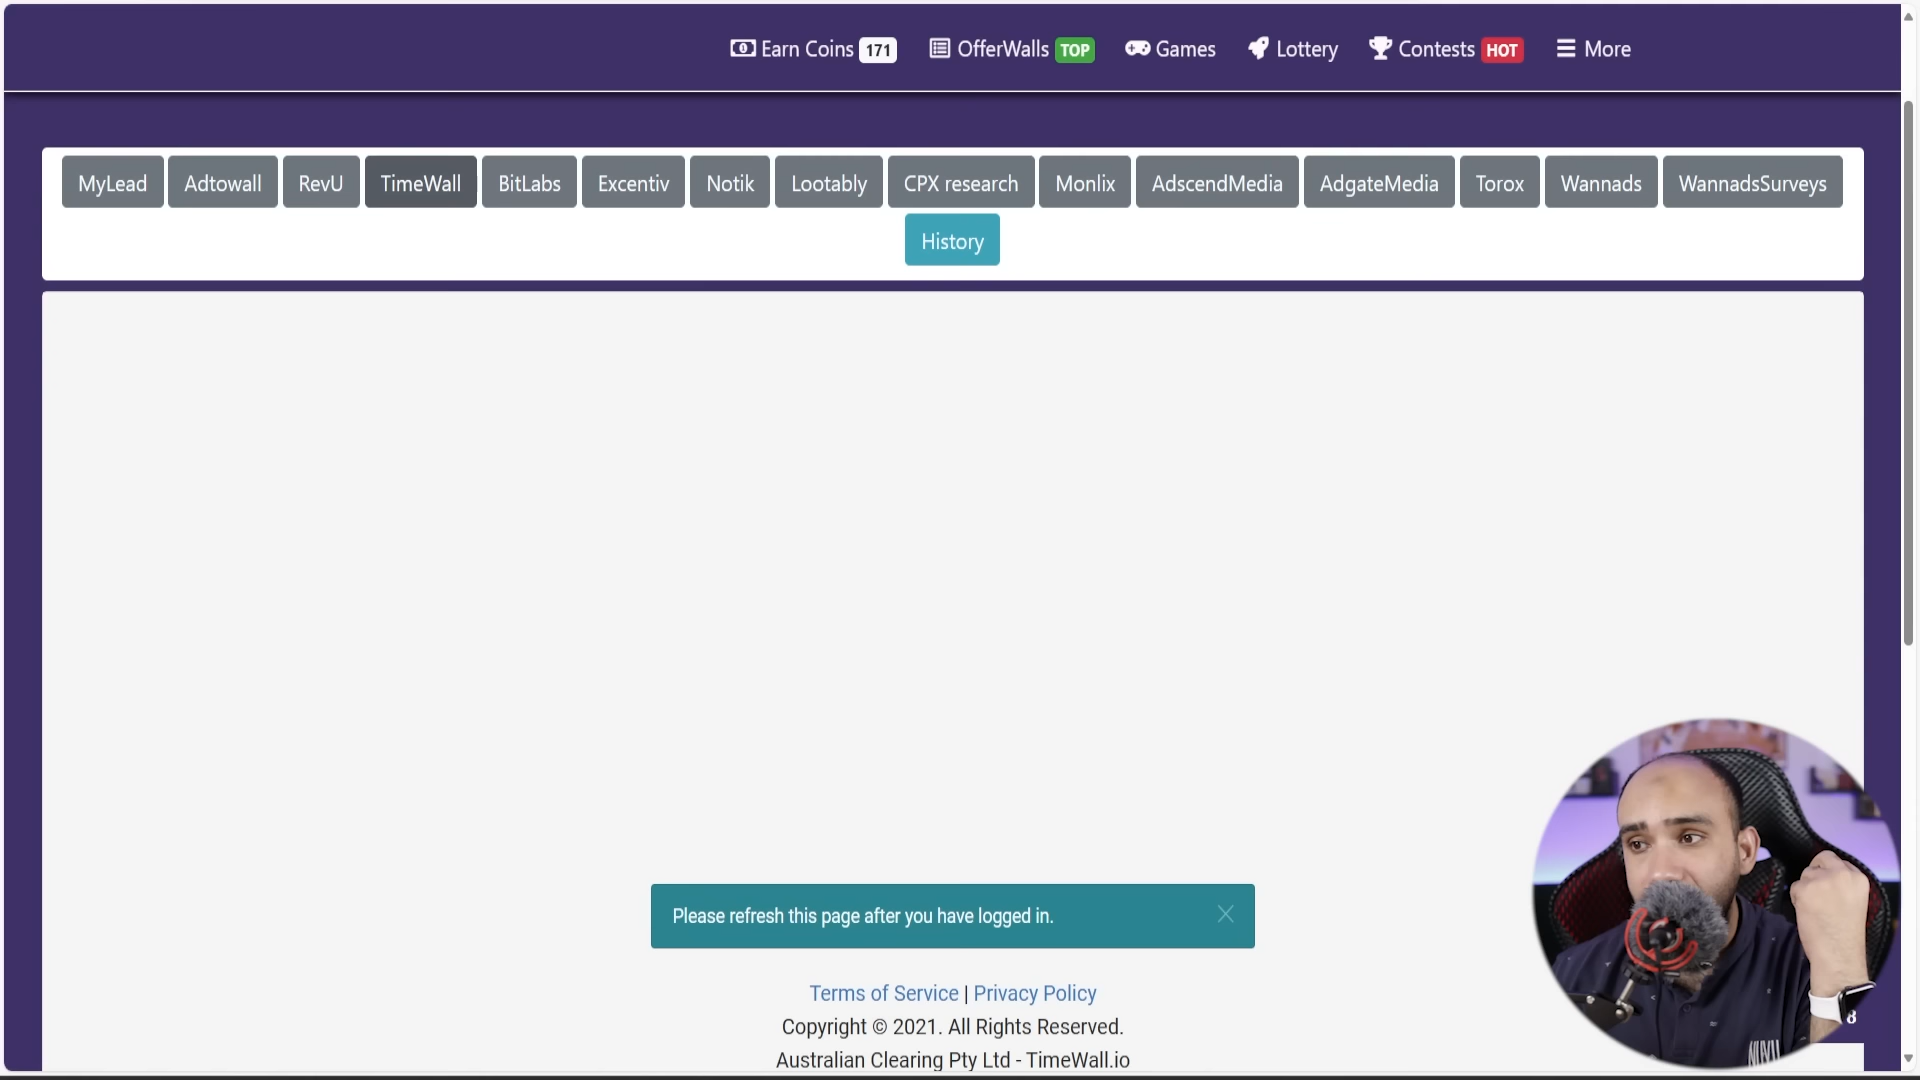 Earn Coins 171 OfferWalls TOP Games Lottery Contests HOT More
MyLead Adtowall RevU TimeWall BitLabs Excentiv Notik Lootably CPX research Monlix AdscendMedia AdgateMedia Torox Wannads WannadsSurveys
History
Please refresh this page after you have logged in.
Terms of Service | Privacy Policy
Copyright © 2021. All Rights Reserved.
Australian Clearing Pty Ltd - TimeWall.io
8